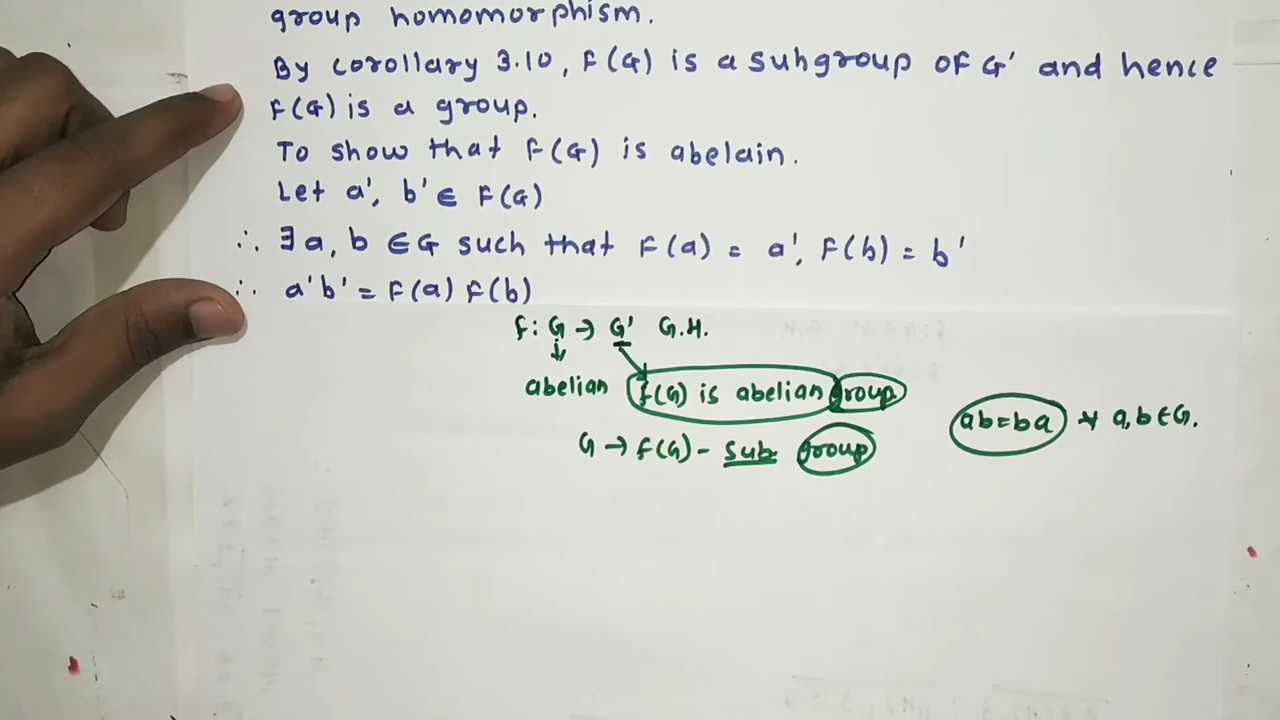 group homomorphism.
By corollary 3.10, f(G) is a suhgroup of G' and hence
f(G) is a group.
To show that f(G) is abelain.
Let a', b' ∈ f(G)
∴ ∃ a, b ∈ G such that f(a) = a', f(b) = b'
∴ a'b' = f(a) f(b)
f: G → G' G.H.
↓
abelian f(G) is abelian group
ab=ba ∀ a,b ∈ G.
G → f(G) - sub group